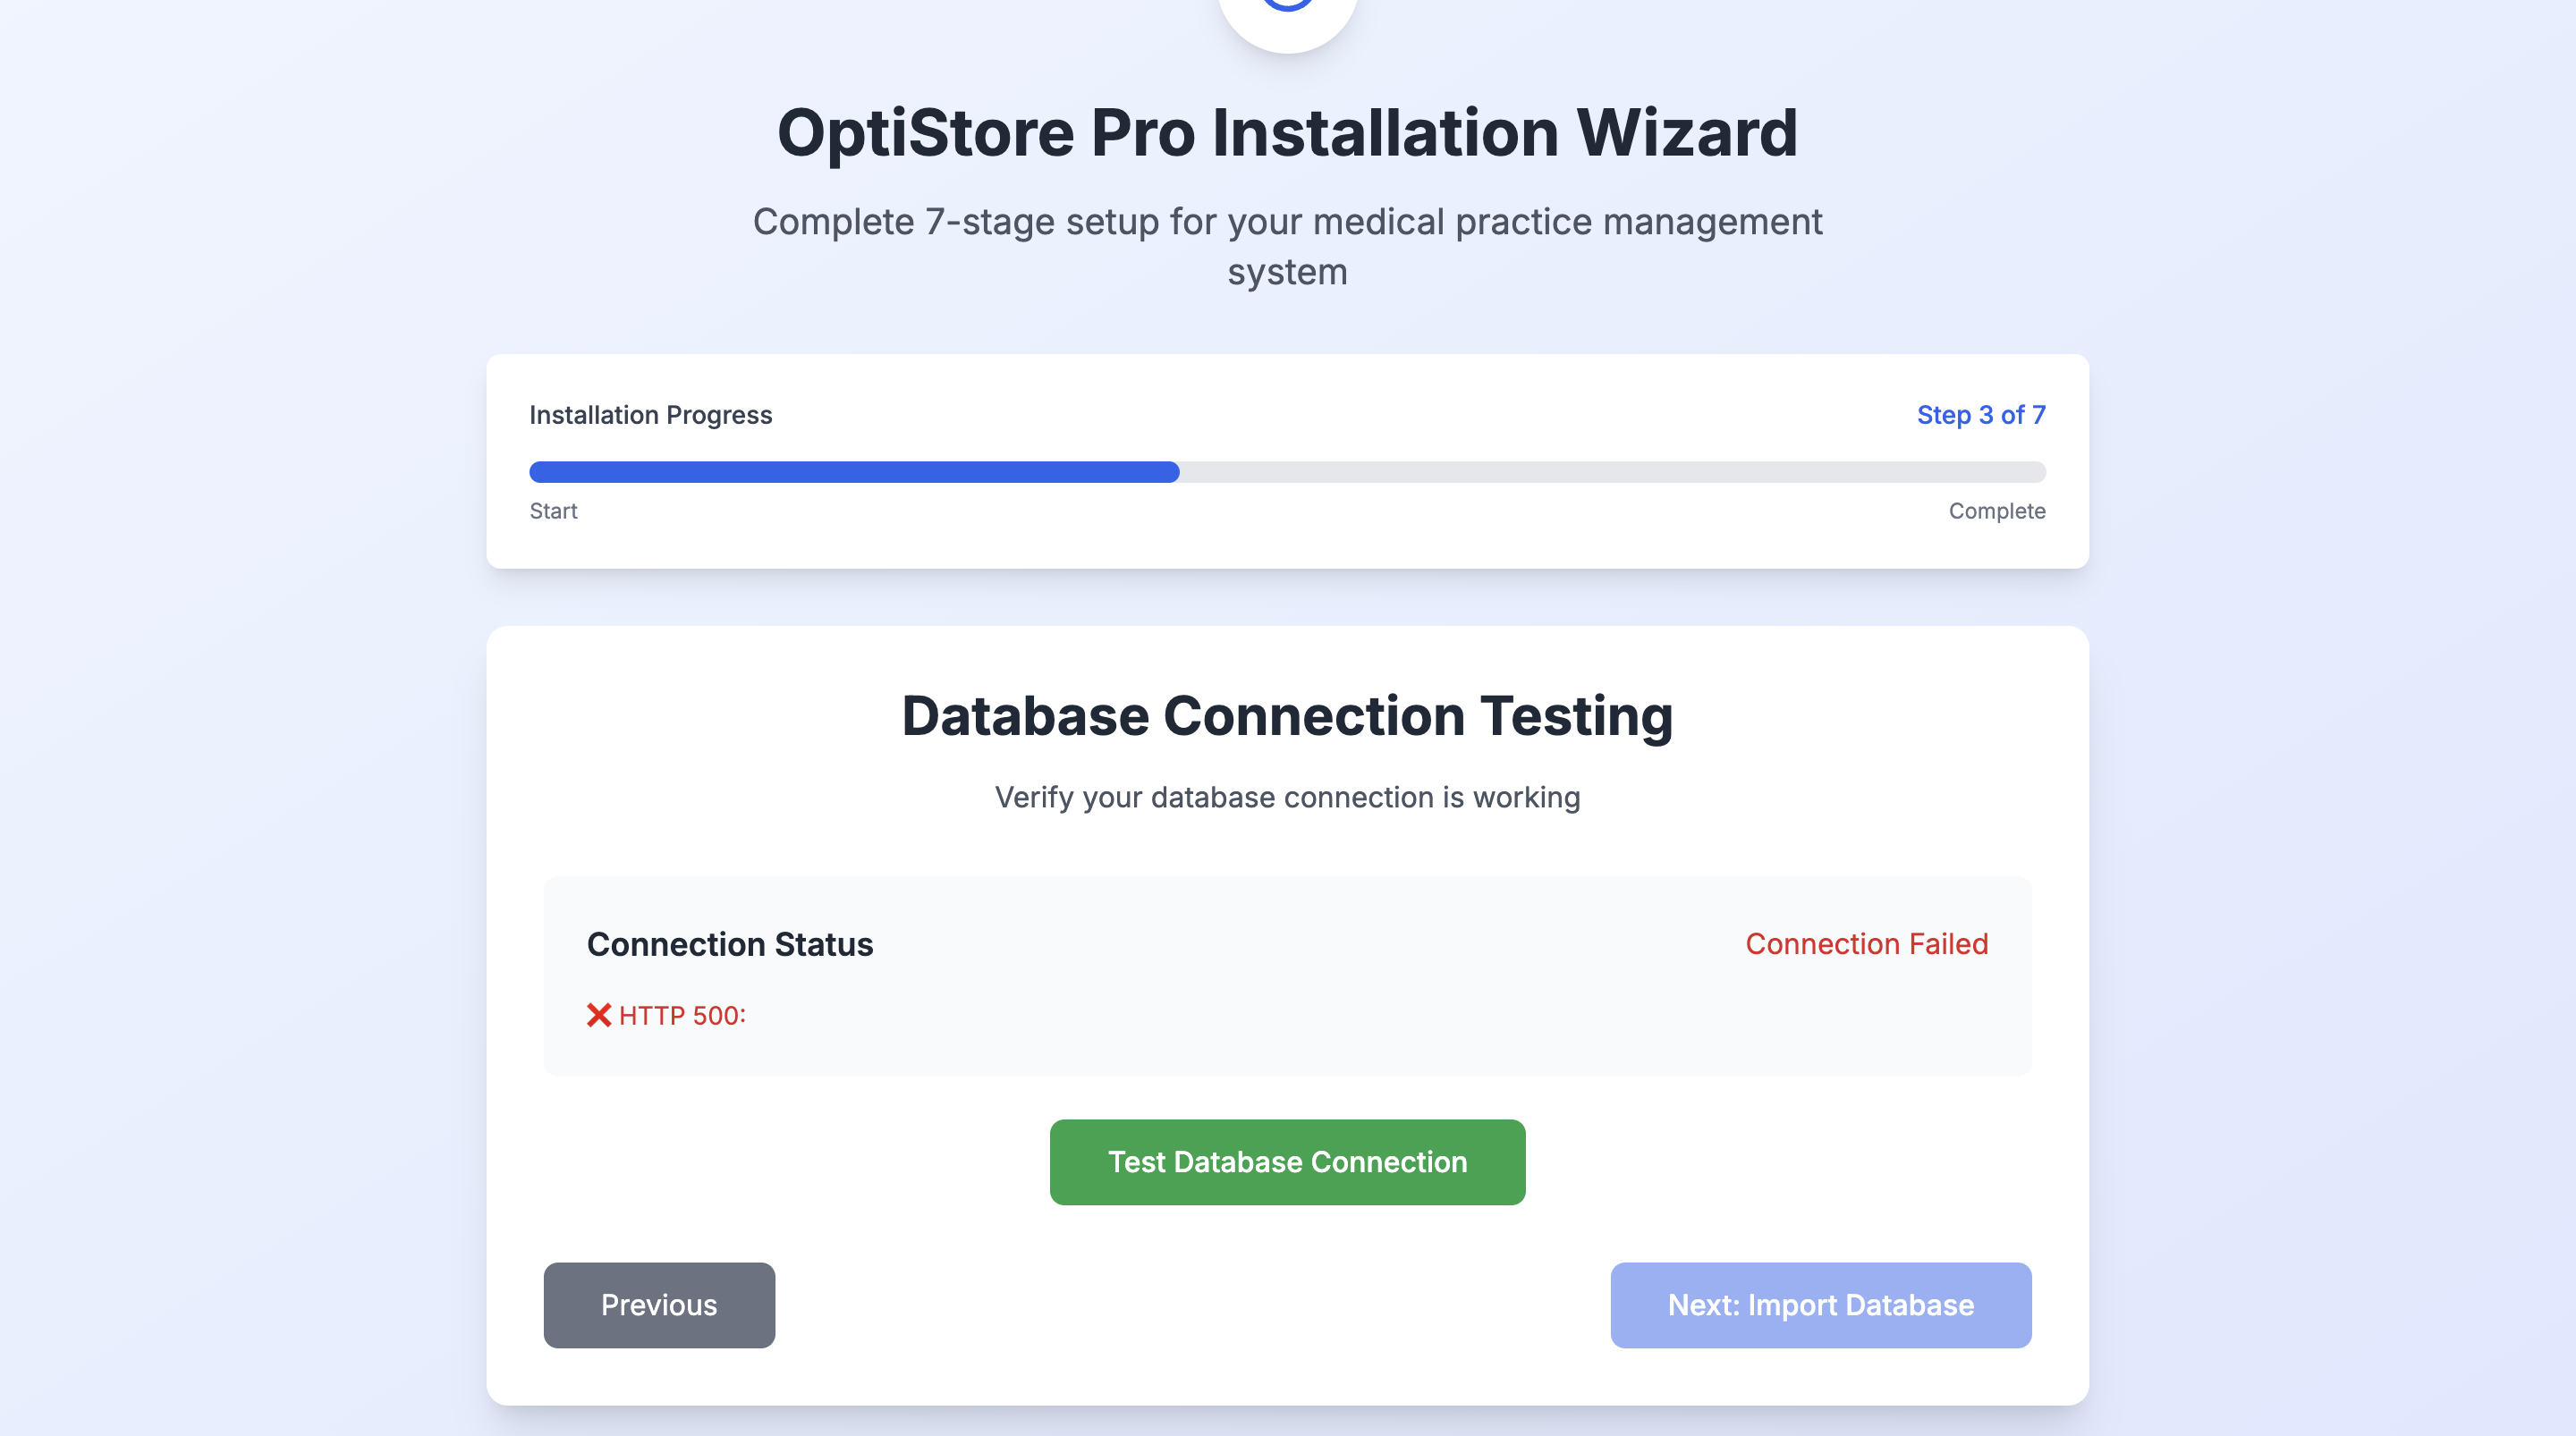 OptiStore Pro Installation Wizard
Complete 7-stage setup for your medical practice management
system
Installation Progress
Step 3 of 7
Start
Complete
Database Connection Testing
Verify your database connection is working
Connection Status
Connection Failed
❌ HTTP 500:
Test Database Connection
Previous
Next: Import Database